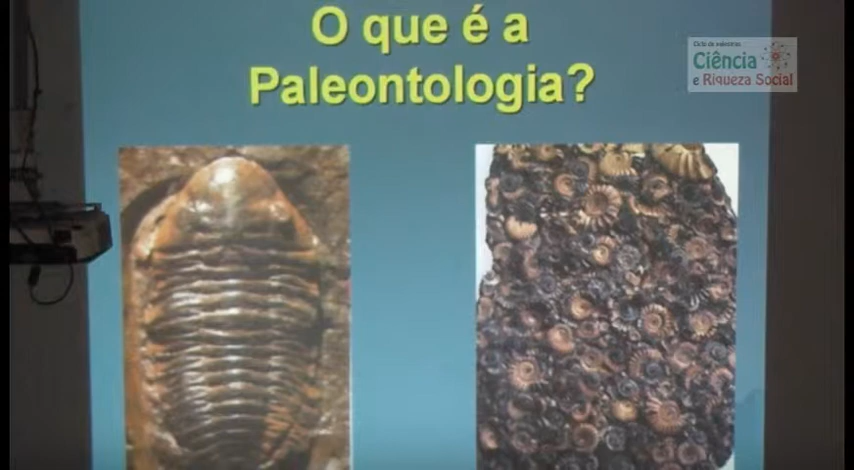 O que é a
Paleontologia?
Ciclo de palestras
Ciência
e Riqueza Social